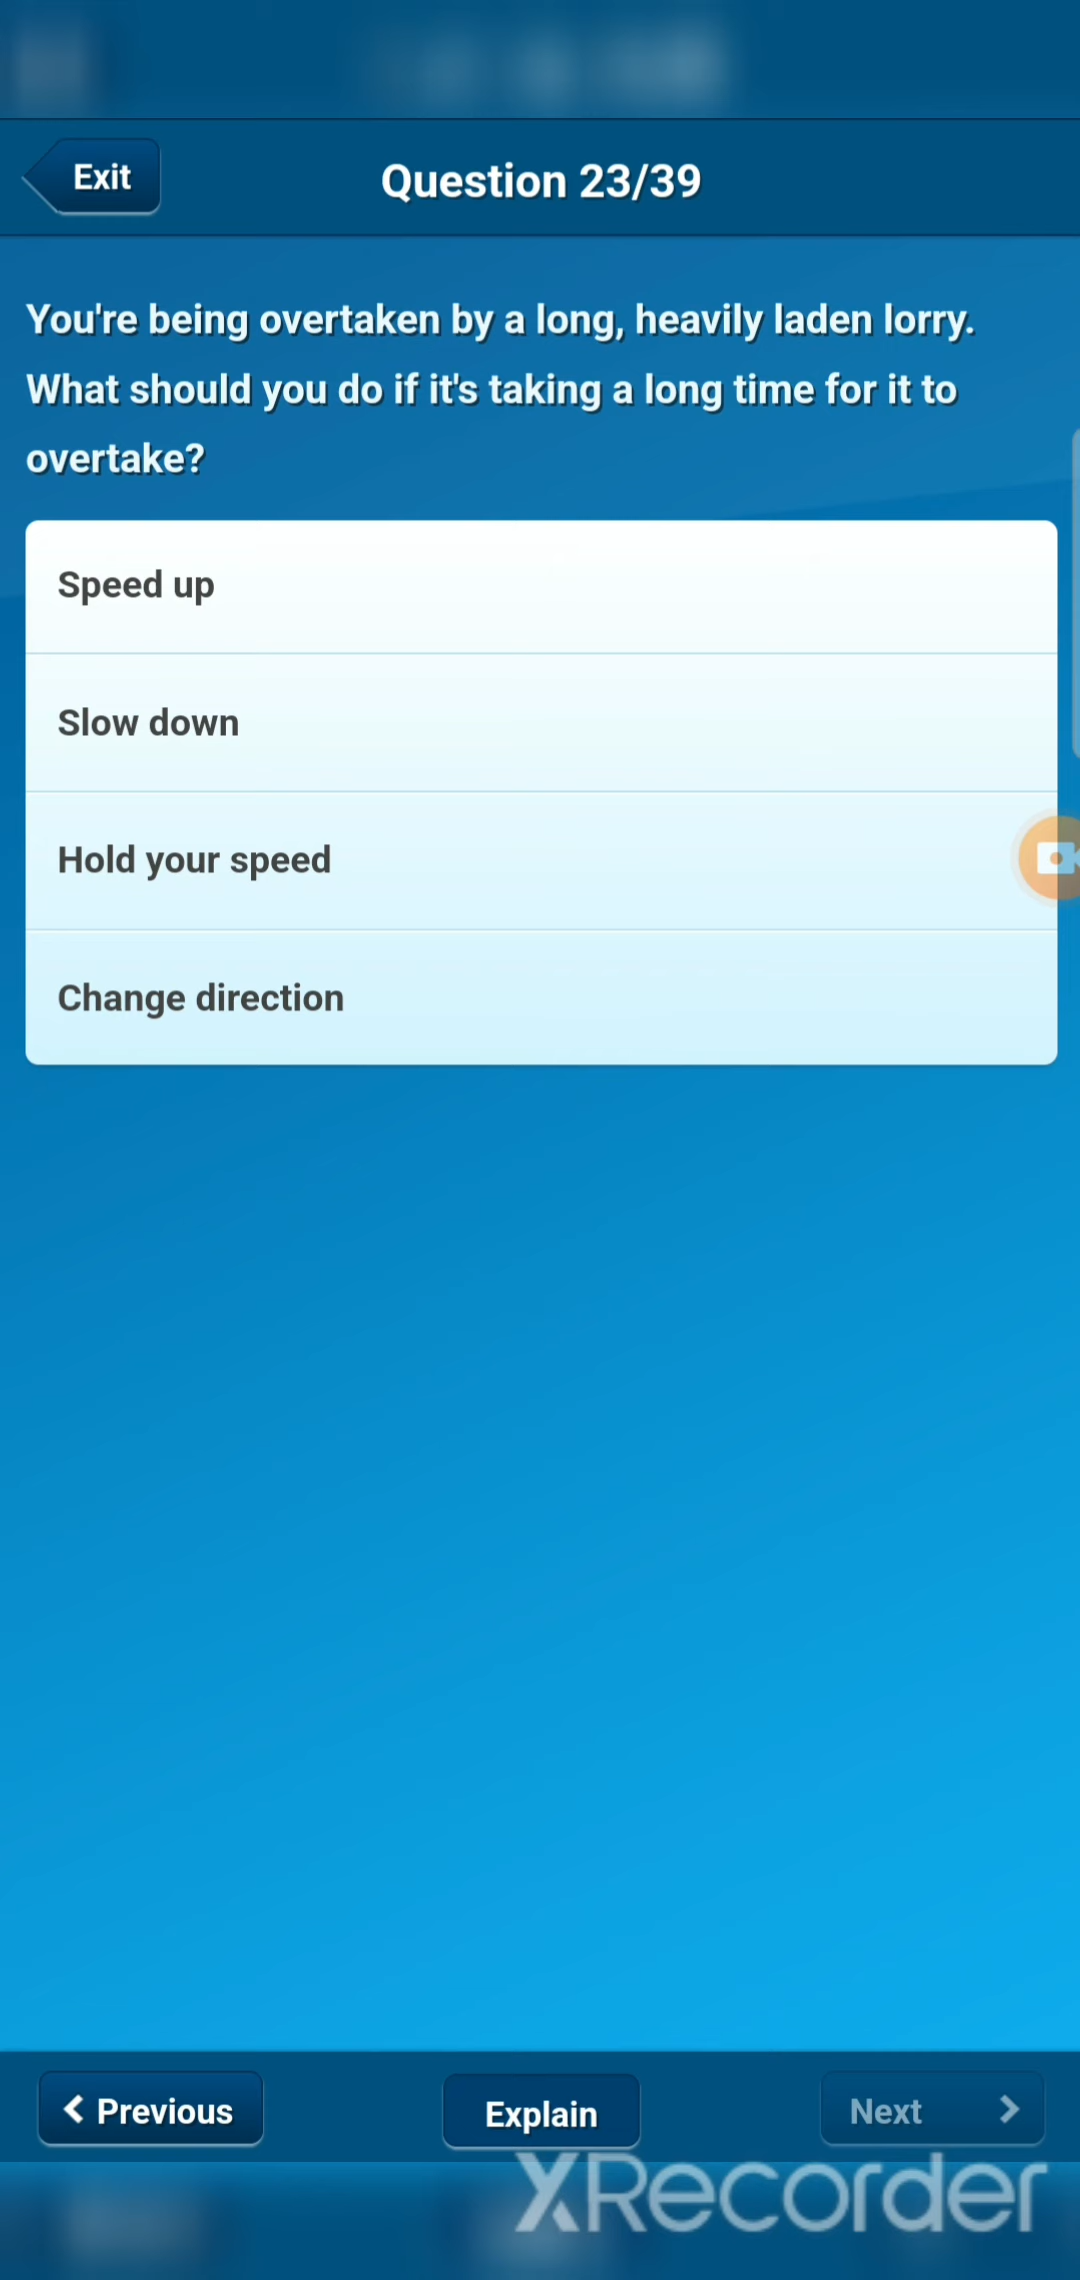 Exit
Question 23/39
You're being overtaken by a long, heavily laden lorry.
What should you do if it's taking a long time for it to
overtake?
Speed up
Slow down
Hold your speed
Change direction
Previous
Explain
Next
XRecorder